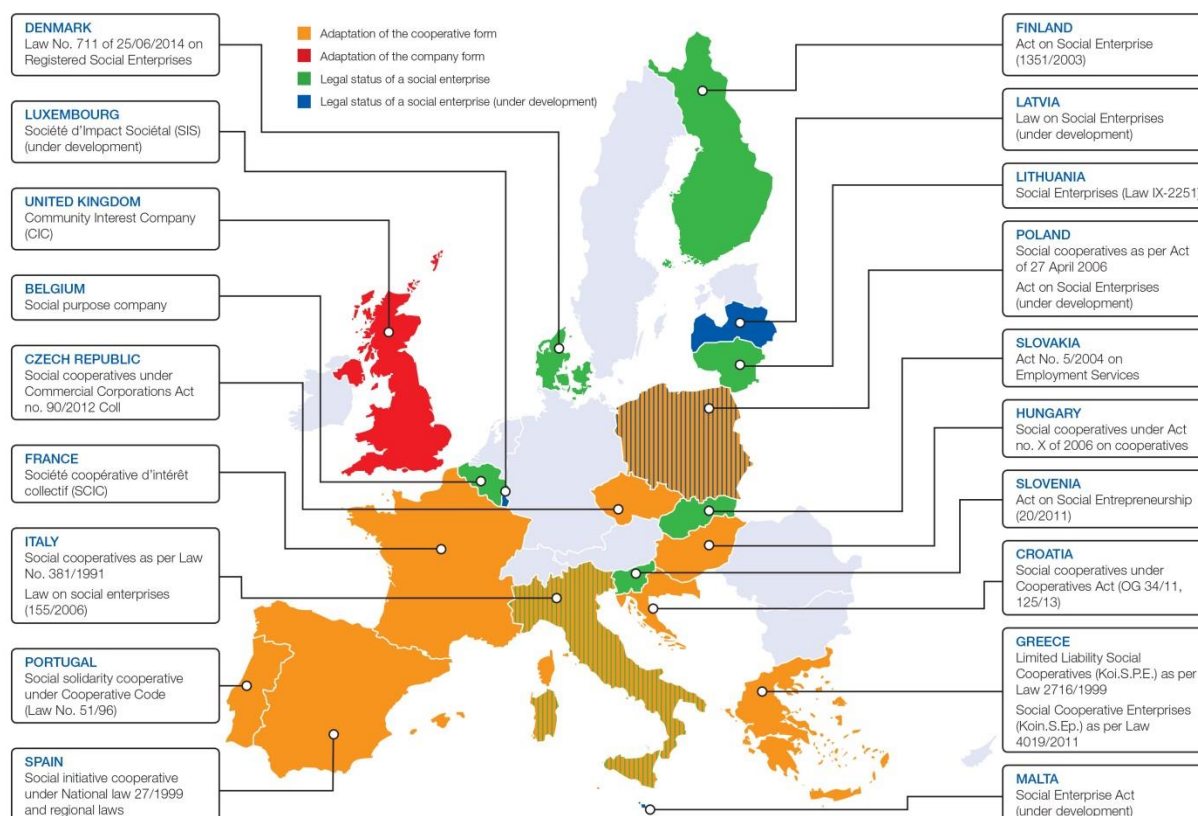 DENMARK
Law No. 711 of 25/06/2014 on
Registered Social Enterprises
LUXEMBOURG
Société d'Impact Sociétal (SIS)
(under development)
UNITED KINGDOM
Community Interest Company
(CIC)
BELGIUM
Social purpose company
CZECH REPUBLIC
Social cooperatives under
Commercial Corporations Act
no. 90/2012 Coll
FRANCE
Société coopérative d'intérêt
collectif (SCIC)
ITALY
Social cooperatives as per Law
No. 381/1991
Law on social enterprises
(155/2006)
PORTUGAL
Social solidarity cooperative
under Cooperative Code
(Law No. 51/96)
SPAIN
Social initiative cooperative
under National law 27/1999
and regional laws
Adaptation of the cooperative form
Adaptation of the company form
Legal status of a social enterprise
Legal status of a social enterprise (under development)
FINLAND
Act on Social Enterprise
(1351/2003)
LATVIA
Law on Social Enterprises
(under development)
LITHUANIA
Social Enterprises (Law IX-2251)
POLAND
Social cooperatives as per Act
of 27 April 2006
Act on Social Enterprises
(under development)
SLOVAKIA
Act No. 5/2004 on
Employment Services
HUNGARY
Social cooperatives under Act
no. X of 2006 on cooperatives
SLOVENIA
Act on Social Entrepreneurship
(20/2011)
CROATIA
Social cooperatives under
Cooperatives Act (OG 34/11,
125/13)
GREECE
Limited Liability Social
Cooperatives (Koi.S.P.E.) as per
Law 2716/1999
Social Cooperative Enterprises
(Koin.S.Ep.) as per Law
4019/2011
MALTA
Social Enterprise Act
(under development)